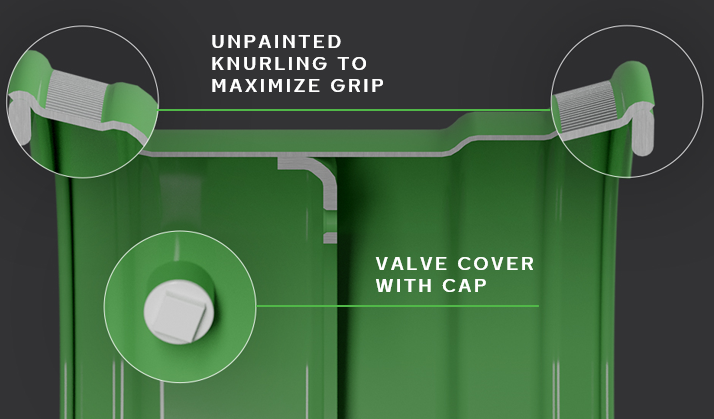 UNPAINTED
KNURLING TO
MAXIMIZE GRIP
VALVE COVER
WITH CAP